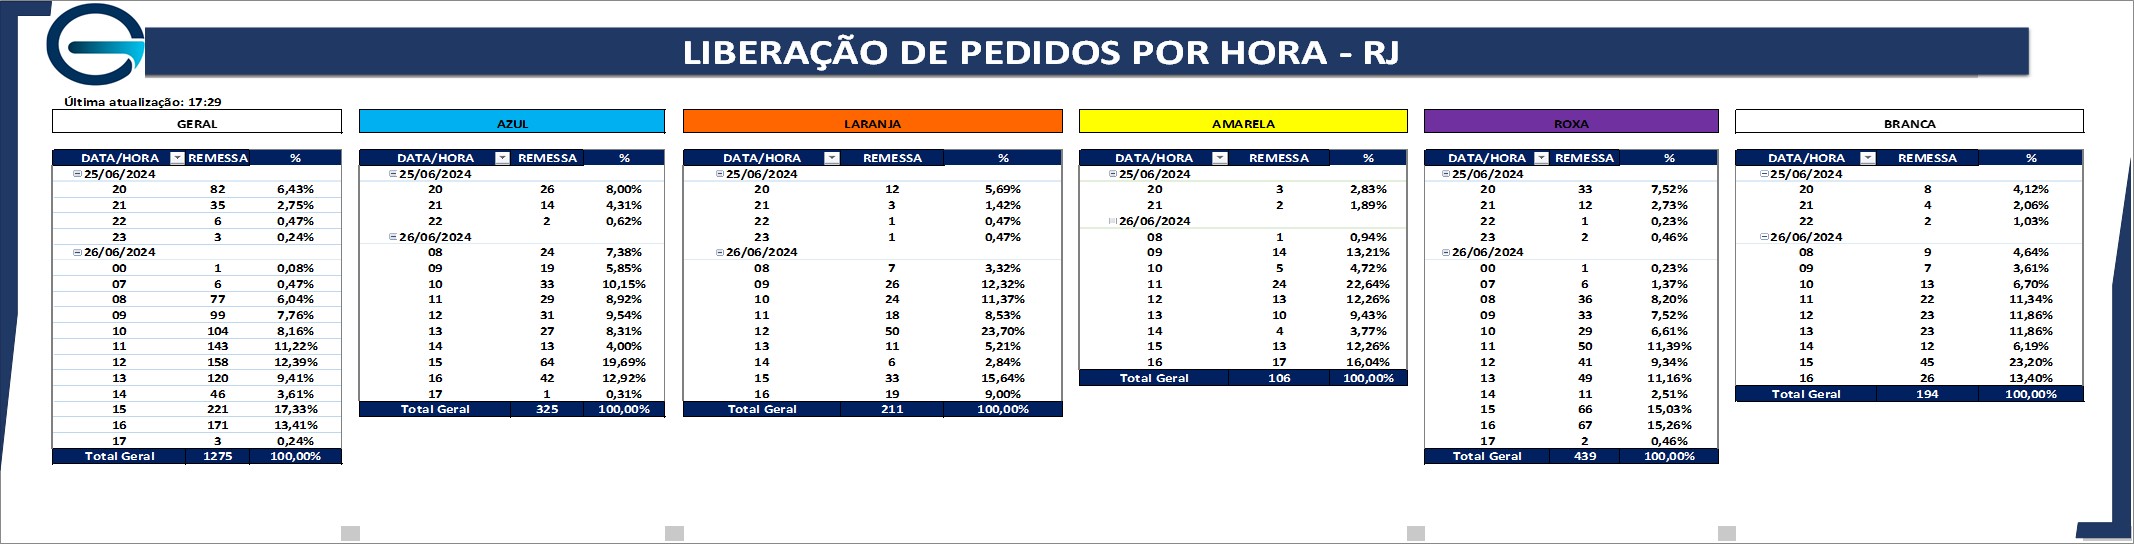 LIBERAÇÃO DE PEDIDOS POR HORA - RJ
Última atualização: 17:29
GERAL
DATA/HORA REMESSA %
25/06/2024
20 82 6,43%
21 35 2,75%
22 6 0,47%
23 3 0,24%
26/06/2024
00 1 0,08%
07 6 0,47%
08 77 6,04%
09 99 7,76%
10 104 8,16%
11 143 11,22%
12 158 12,39%
13 120 9,41%
14 46 3,61%
15 221 17,33%
16 171 13,41%
17 3 0,24%
Total Geral 1275 100,00%
AZUL
DATA/HORA REMESSA %
25/06/2024
20 26 8,00%
21 14 4,31%
22 2 0,62%
26/06/2024
08 24 7,38%
09 19 5,85%
10 33 10,15%
11 29 8,92%
12 31 9,54%
13 27 8,31%
14 13 4,00%
15 64 19,69%
16 42 12,92%
17 1 0,31%
Total Geral 325 100,00%
LARANJA
DATA/HORA REMESSA %
25/06/2024
20 12 5,69%
21 3 1,42%
22 1 0,47%
23 1 0,47%
26/06/2024
08 7 3,32%
09 26 12,32%
10 24 11,37%
11 18 8,53%
12 50 23,70%
13 11 5,21%
14 6 2,84%
15 33 15,64%
16 19 9,00%
Total Geral 211 100,00%
AMARELA
DATA/HORA REMESSA %
25/06/2024
20 3 2,83%
21 2 1,89%
26/06/2024
08 1 0,94%
09 14 13,21%
10 5 4,72%
11 24 22,64%
12 13 12,26%
13 10 9,43%
14 4 3,77%
15 13 12,26%
16 17 16,04%
Total Geral 106 100,00%
ROXA
DATA/HORA REMESSA %
25/06/2024
20 33 7,52%
21 12 2,73%
22 1 0,23%
23 2 0,46%
26/06/2024
00 1 0,23%
07 6 1,37%
08 36 8,20%
09 33 7,52%
10 29 6,61%
11 50 11,39%
12 41 9,34%
13 49 11,16%
14 11 2,51%
15 66 15,03%
16 67 15,26%
17 2 0,46%
Total Geral 439 100,00%
BRANCA
DATA/HORA REMESSA %
25/06/2024
20 8 4,12%
21 4 2,06%
22 2 1,03%
26/06/2024
08 9 4,64%
09 7 3,61%
10 13 6,70%
11 22 11,34%
12 23 11,86%
13 23 11,86%
14 12 6,19%
15 45 23,20%
16 26 13,40%
Total Geral 194 100,00%